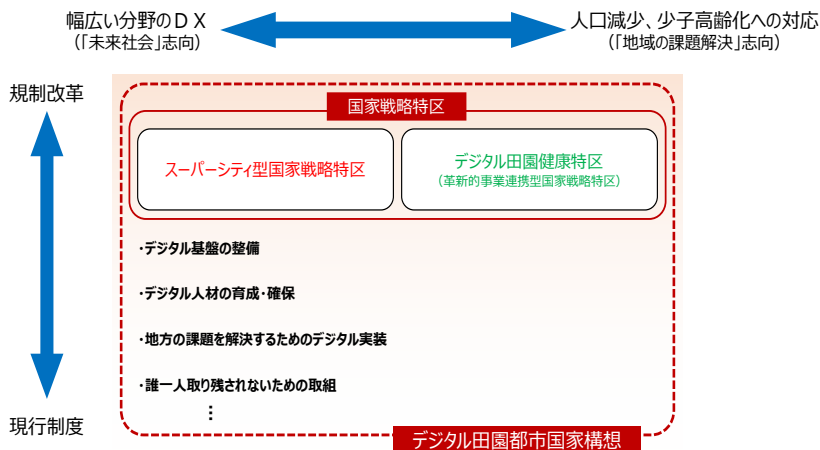 幅広い分野のＤＸ
(「未来社会」志向)
人口減少、少子高齢化への対応
(「地域の課題解決」志向)
規制改革
国家戦略特区
スーパーシティ型国家戦略特区
デジタル田園健康特区
(革新的事業連携型国家戦略特区)
・デジタル基盤の整備
・デジタル人材の育成・確保
・地方の課題を解決するためのデジタル実装
・誰一人取り残されないための取組
⋮
現行制度
デジタル田園都市国家構想